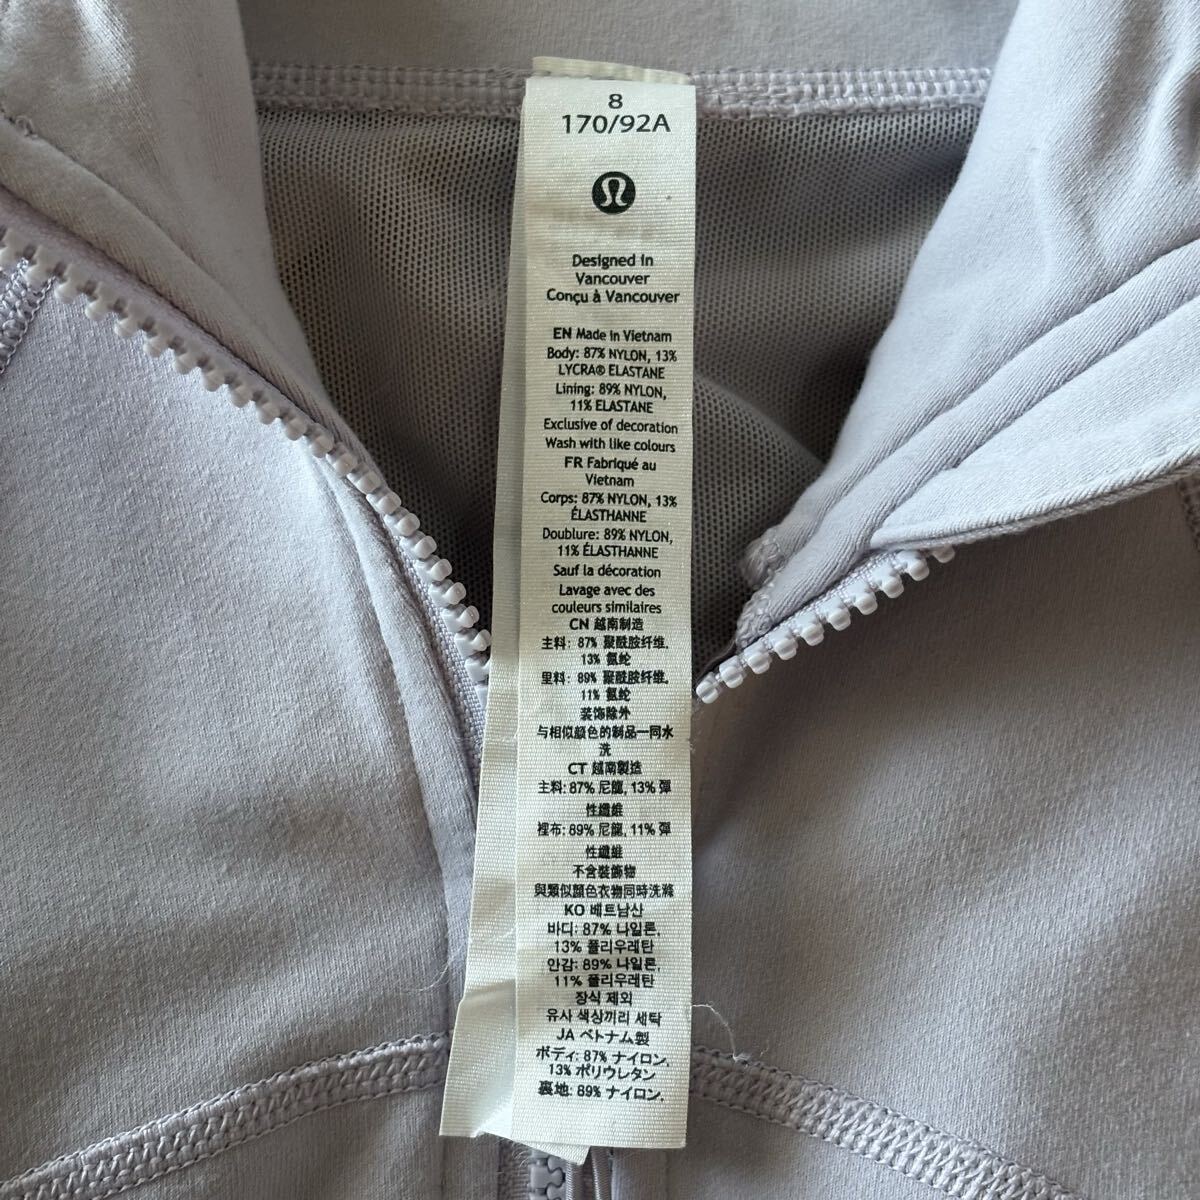 8
170/92A
Designed in
Vancouver
Conçu à Vancouver
EN Made in Vietnam
Body: 87% NYLON, 13%
LYCRA® ELASTANE
Lining: 89% NYLON,
11% ELASTANE
Exclusive of decoration
Wash with like colours
FR Fabriqué au
Vietnam
Corps: 87% NYLON, 13%
ÉLASTHANNE
Doublure: 89% NYLON,
11% ÉLASTHANNE
Sauf la décoration
Lavage avec des
couleurs similaires
CN 越南制造
主料: 87% 聚酰胺纤维,
13% 氨纶
里料: 89% 聚酰胺纤维,
11% 氨纶
装饰除外
与相似颜色的制品一同水
洗
CT 越南製造
主料: 87% 尼龍, 13% 彈
性纖維
裡布: 89% 尼龍, 11% 彈
性纖維
不含裝飾物
與類似顏色衣物同時洗滌
KO 베트남산
바디: 87% 나일론,
13% 폴리우레탄
안감: 89% 나일론,
11% 폴리우레탄
장식 제외
유사 색상끼리 세탁
JA ベトナム製
ボディ: 87% ナイロン,
13% ポリウレタン
裏地: 89% ナイロン,